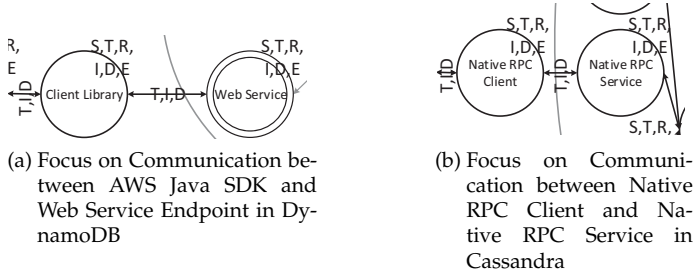 R,
E
S,T,R,
I,D,E
Client Library
T,I,D
T,I,D
S,T,R,
I,D,E
Web Service
(a) Focus on Communication be-
tween AWS Java SDK and
Web Service Endpoint in Dy-
namoDB
T,I,D
S,T,R,
I,D,E
Native RPC
Client
T,I,D
S,T,R,
I,D,E
Native RPC
Service
S,T,R,
(b) Focus on Communi-
cation between Native
RPC Client and Na-
tive RPC Service in
Cassandra